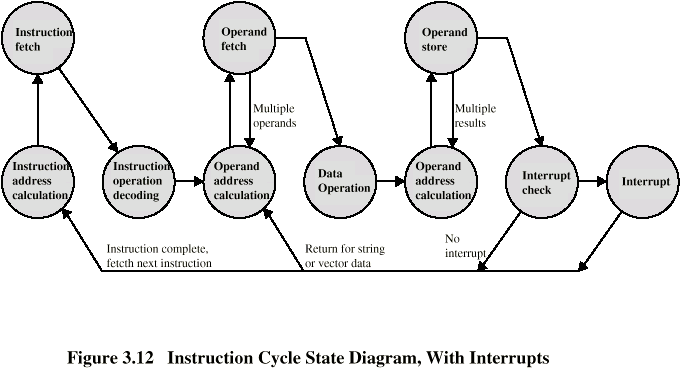 Instruction
fetch
Operand
fetch
Operand
store
Multiple
operands
Multiple
results
Instruction
address
calculation
Instruction
operation
decoding
Operand
address
calculation
Data
Operation
Operand
address
calculation
Interrupt
check
Interrupt
Instruction complete,
fetcth next instruction
Return for string
or vector data
No
interrupt
Figure 3.12 Instruction Cycle State Diagram, With Interrupts